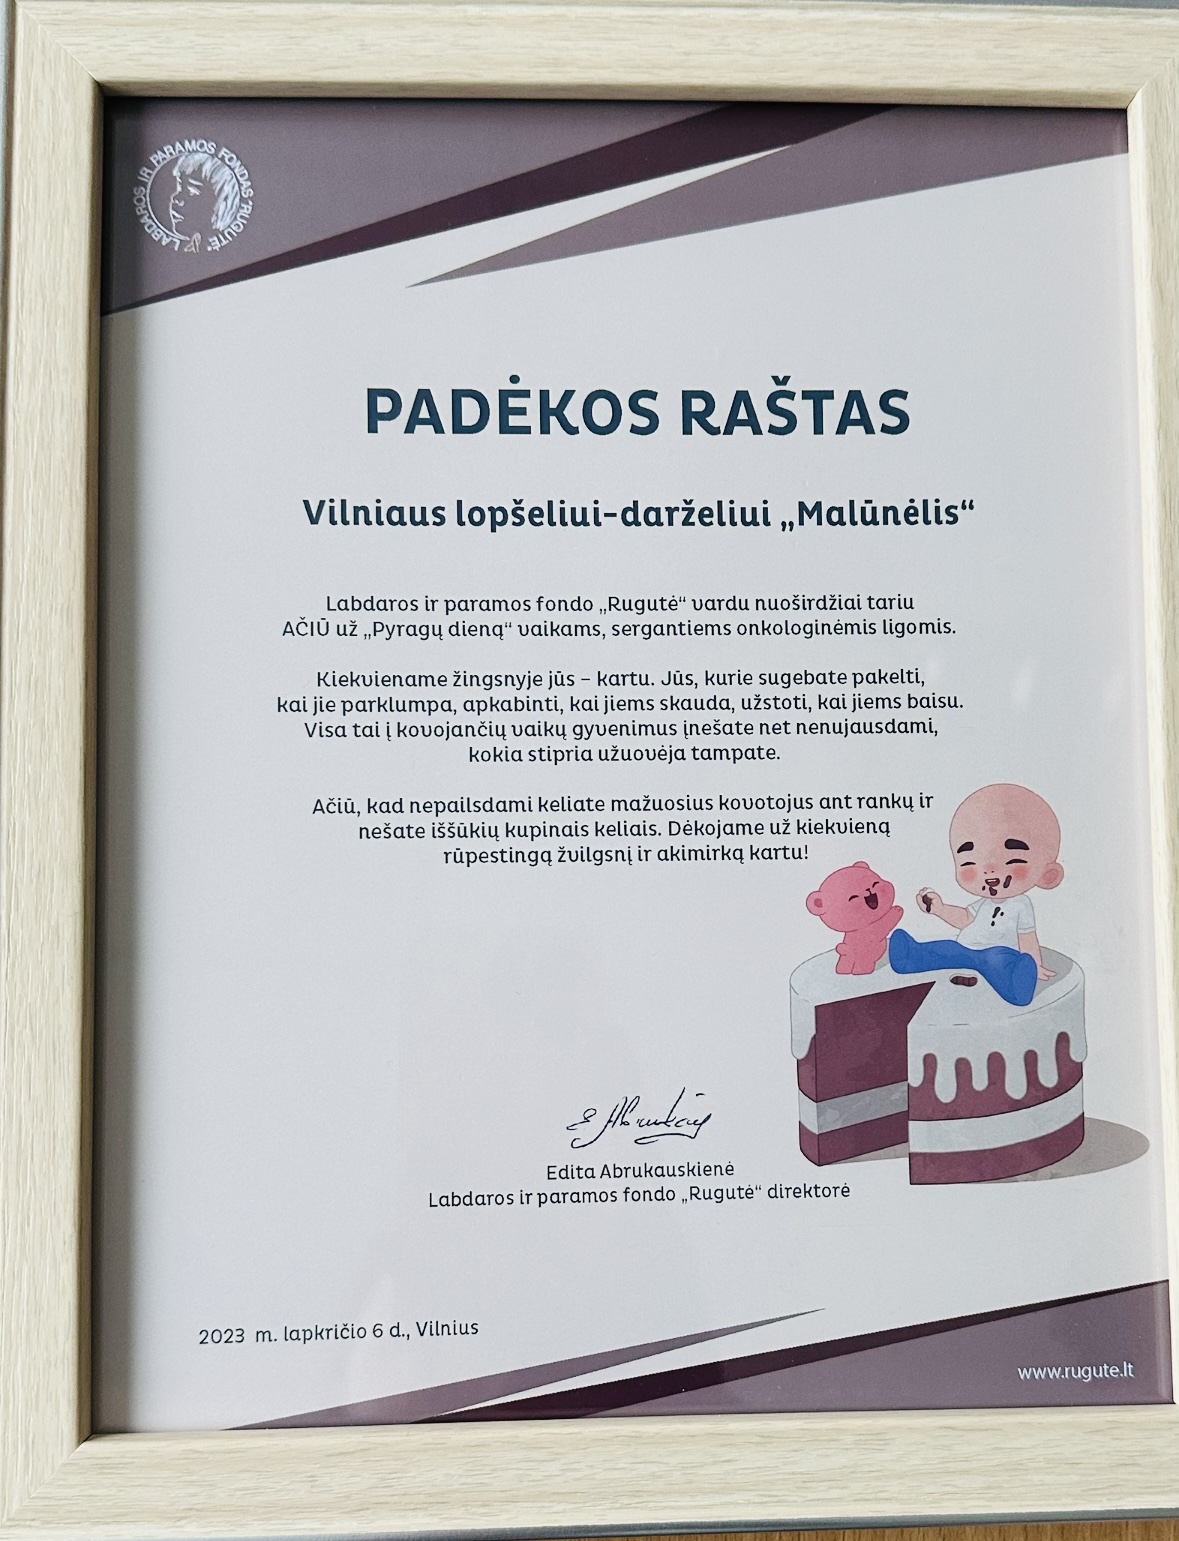 LABDAROS IR PARAMOS FONDAS "RUGUTĖ"
PADĖKOS RAŠTAS
Vilniaus lopšeliui-darželiui „Malūnėlis“
Labdaros ir paramos fondo „Rugutė“ vardu nuoširdžiai tariu
AČIŪ už „Pyragų dieną“ vaikams, sergantiems onkologinėmis ligomis.
Kiekviename žingsnyje jūs – kartu. Jūs, kurie sugebate pakelti,
kai jie parklumpa, apkabinti, kai jiems skauda, užstoti, kai jiems baisu.
Visa tai į kovojančių vaikų gyvenimus įnešate net nenujausdami,
kokia stipria užuovėja tampate.
Ačiū, kad nepailsdami keliate mažuosius kovotojus ant rankų ir
nešate iššūkių kupinais keliais. Dėkojame už kiekvieną
rūpestingą žvilgsnį ir akimirką kartu!
Edita Abrukauskienė
Labdaros ir paramos fondo „Rugutė“ direktorė
2023 m. lapkričio 6 d., Vilnius
www.rugute.lt